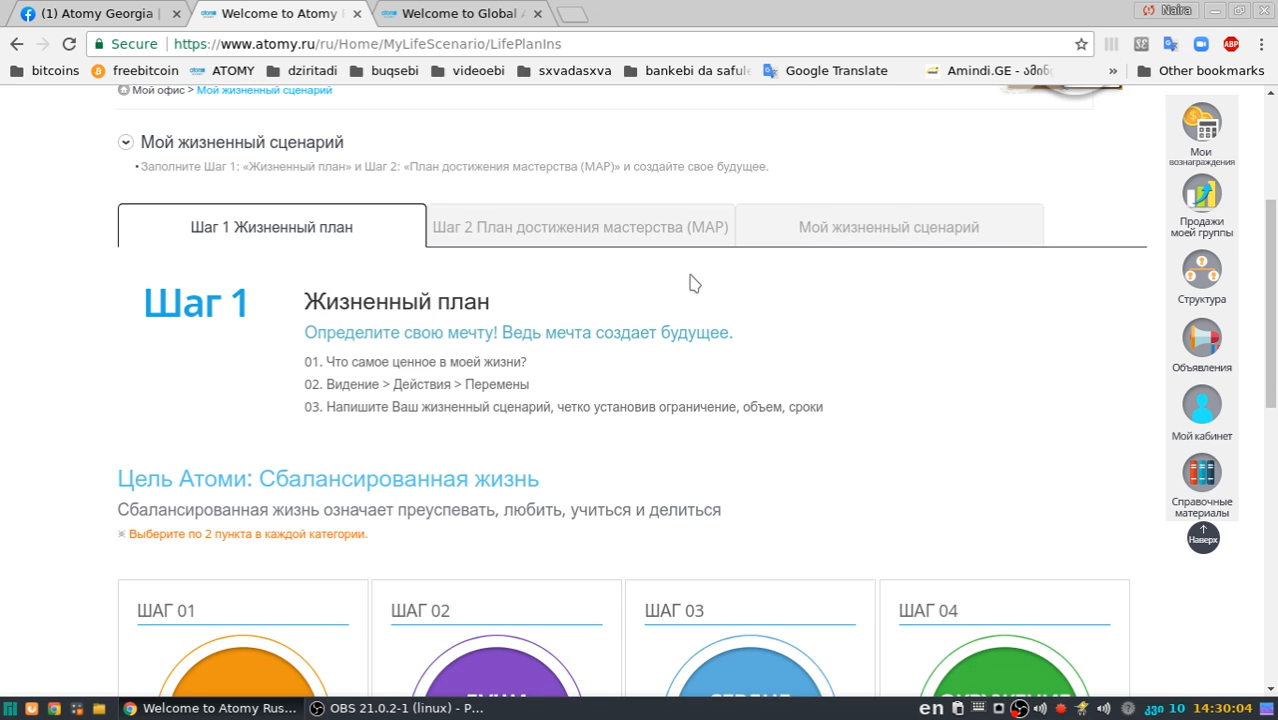 (1) Atomy Georgia |
Welcome to Atomy
Welcome to Global
Naira
Secure https://www.atomy.ru/ru/Home/MyLifeScenario/LifePlanIns
bitcoins freebitcoin ATOMY dziritadi buqsebi videoebi sxvadasxva bankebi da safule Google Translate Amindi.GE - » Other bookmarks
Мой офис > Мой жизненный сценарий
Мой жизненный сценарий
•Заполните Шаг 1: «Жизненный план» и Шаг 2: «План достижения мастерства (MAP)» и создайте свое будущее.
Шаг 1 Жизненный план
Шаг 2 План достижения мастерства (MAP)
Мой жизненный сценарий
Шаг 1
Жизненный план
Определите свою мечту! Ведь мечта создает будущее.
01. Что самое ценное в моей жизни?
02. Видение > Действия > Перемены
03. Напишите Ваш жизненный сценарий, четко установив ограничение, объем, сроки
Цель Атоми: Сбалансированная жизнь
Сбалансированная жизнь означает преуспевать, любить, учиться и делиться
※ Выберите по 2 пункта в каждой категории.
ШАГ 01
ШАГ 02
ШАГ 03
ШАГ 04
Мои
вознаграждения
Продажи
моей группы
Структура
Объявления
Мой кабинет
Справочные
материалы
Наверх
Welcome to Atomy Rus...
OBS 21.0.2-1 (linux) - P...
en
კვი 10
14:30:04